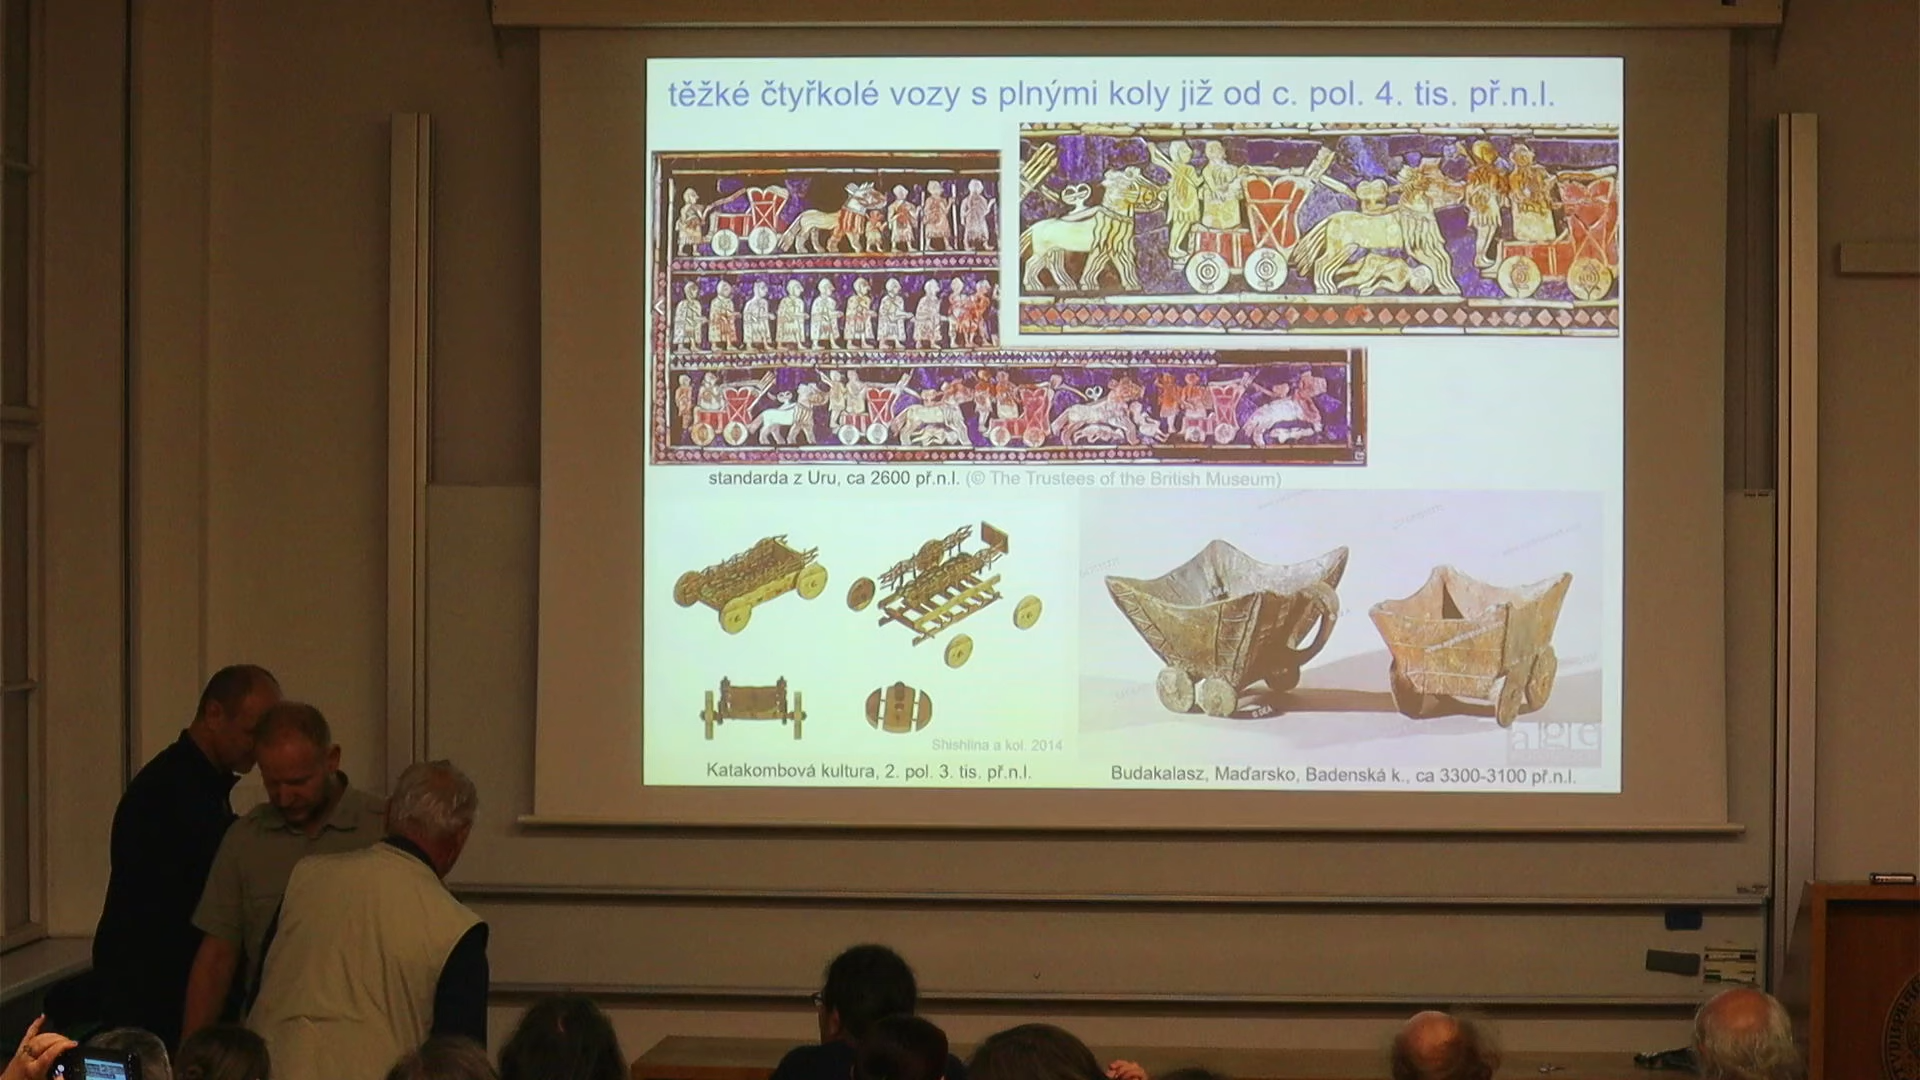 těžké čtyřkolé vozy s plnými koly již od c. pol. 4. tis. př.n.l.
standarda z Uru, ca 2600 př.n.l. (© The Trustees of the British Museum)
Shishlina a kol. 2014
© DEA
agc
Katakombová kultura, 2. pol. 3. tis. př.n.l.
Budakalasz, Maďarsko, Badenská k., ca 3300-3100 př.n.l.